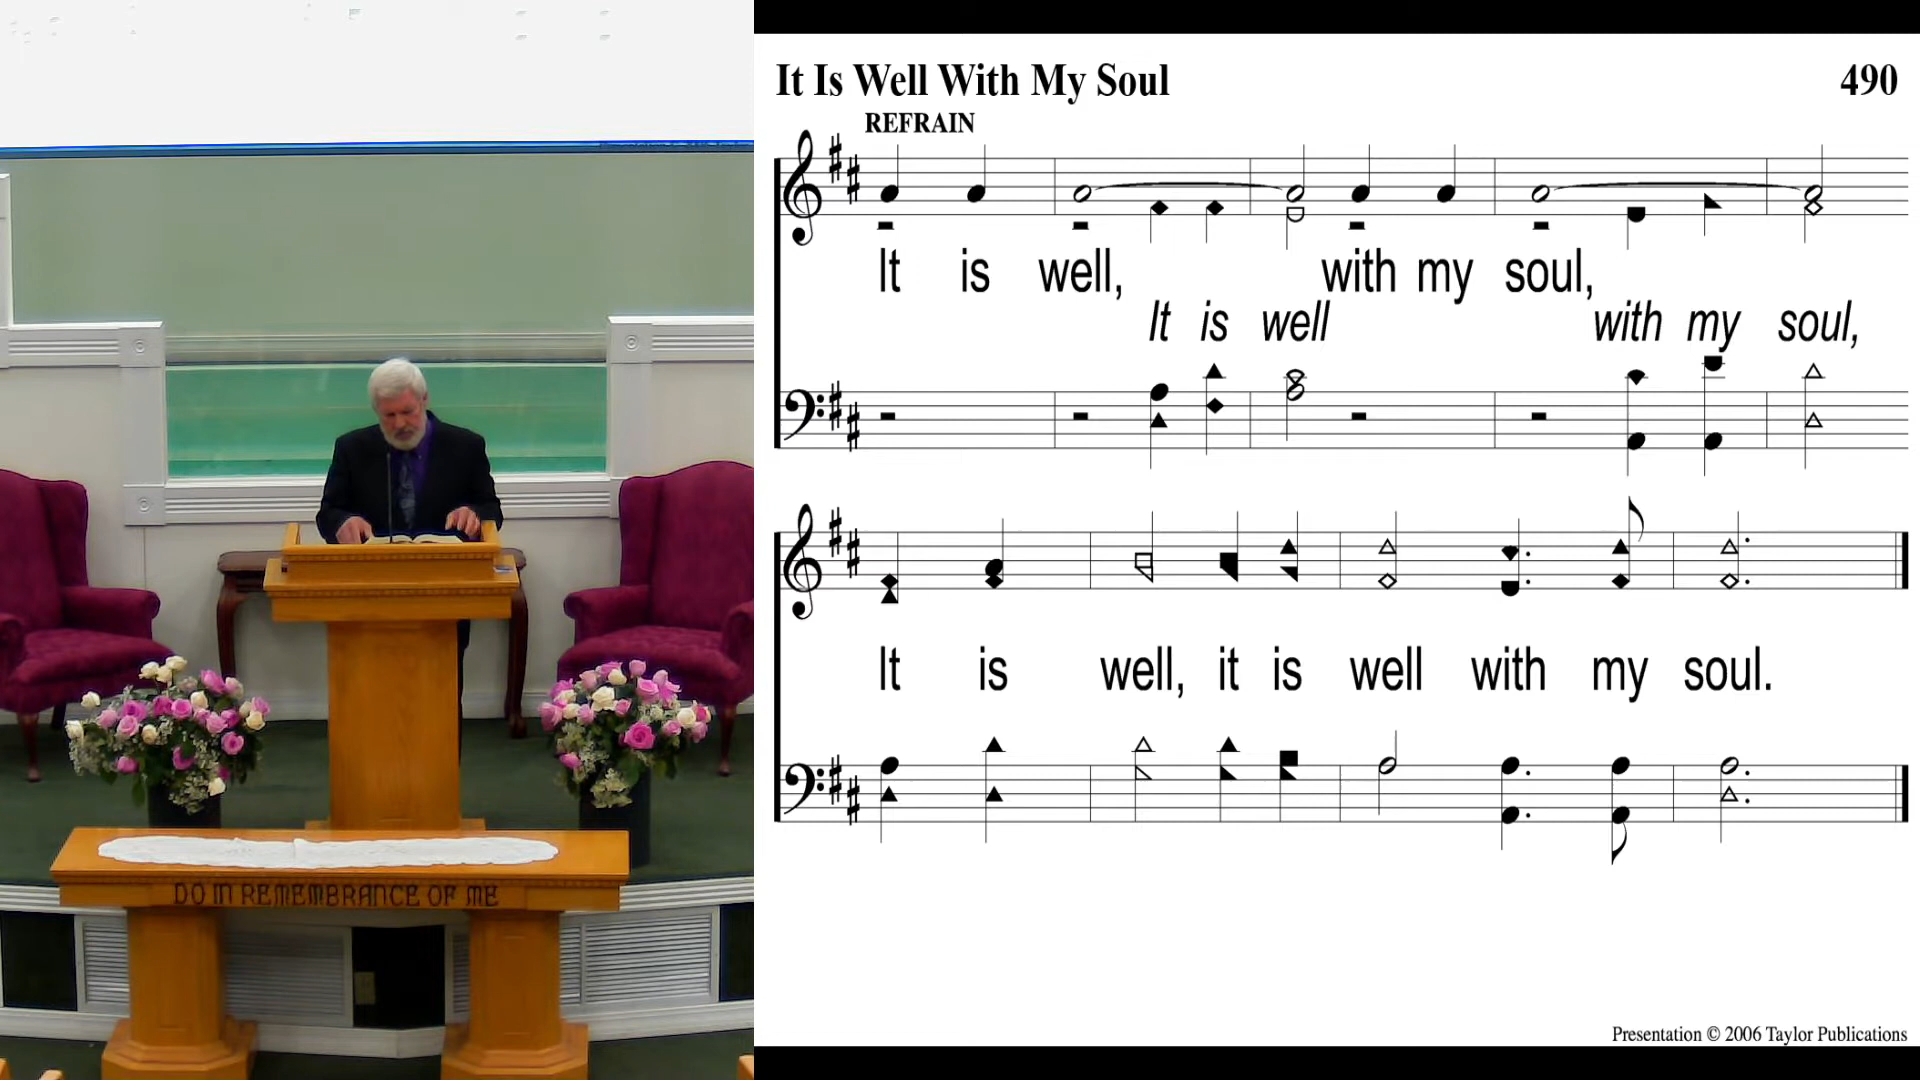 It Is Well With My Soul 490
REFRAIN
It is well, with my soul,
It is well with my soul,
It is well, it is well with my soul.
DO IN REMEMBRANCE OF ME
Presentation © 2006 Taylor Publications